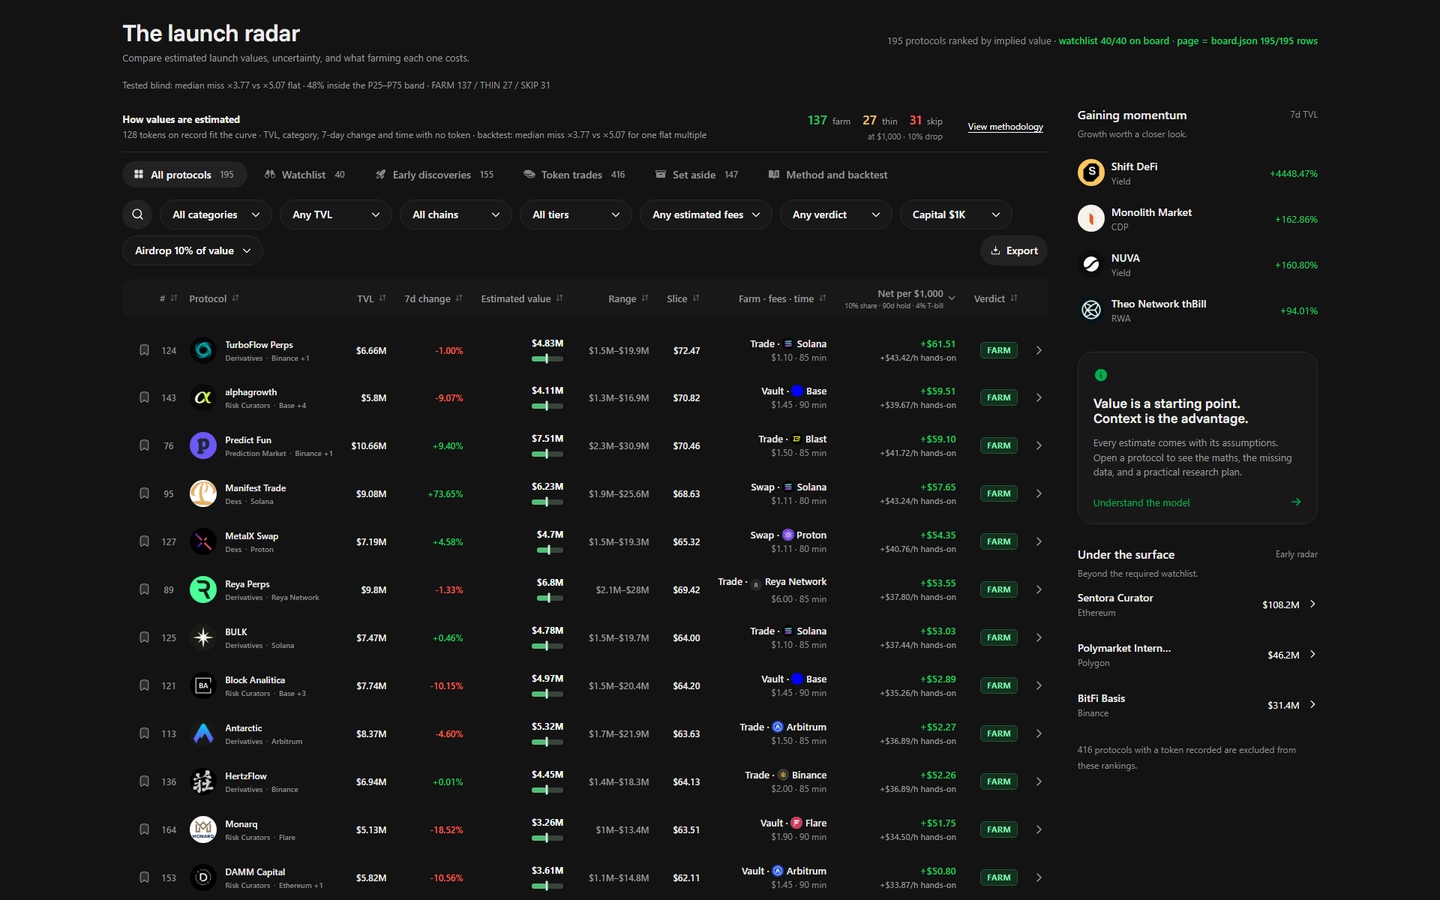 The launch radar
195 protocols ranked by implied value · watchlist 40/40 on board · page = board.json 195/195 rows
Compare estimated launch values, uncertainty, and what farming each one costs.
Tested blind: median miss ×3.77 vs ×5.07 flat · 48% inside the P25–P75 band · FARM 137 / THIN 27 / SKIP 31
How values are estimated
128 tokens on record fit the curve · TVL, category, 7-day change and time with no token · backtest: median miss ×3.77 vs ×5.07 for one flat multiple
137 farm 27 thin 31 skip
at $1,000 · 10% drop
View methodology
All protocols 195 Watchlist 40 Early discoveries 155 Token trades 416 Set aside 147 Method and backtest
All categories Any TVL All chains All tiers Any estimated fees Any verdict Capital $1K
Airdrop 10% of value Export
# Protocol TVL 7d change Estimated value Range Slice Farm · fees · time Net per $1,000 Verdict
10% share · 90d hold · 4% T-bill
TurboFlow Perps $4.83M Trade · Solana +$61.51
124 $6.66M -1.00% $1.5M–$19.9M $72.47 FARM
Derivatives · Binance +1 $1.10 · 85 min +$43.42/h hands-on
alphagrowth $4.11M Vault · Base +$59.51
143 $5.8M -9.07% $1.3M–$16.9M $70.82 FARM
Risk Curators · Base +4 $1.45 · 90 min +$39.67/h hands-on
Predict Fun $7.51M Trade · Blast +$59.10
76 $10.66M +9.40% $2.3M–$30.9M $70.46 FARM
Prediction Market · Binance +1 $1.50 · 85 min +$41.72/h hands-on
Manifest Trade $6.23M Swap · Solana +$57.65
95 $9.08M +73.65% $1.9M–$25.6M $68.63 FARM
Dexs · Solana $1.11 · 80 min +$43.24/h hands-on
MetalX Swap $4.7M Swap · Proton +$54.35
127 $7.19M +4.58% $1.5M–$19.3M $65.32 FARM
Dexs · Proton $1.11 · 80 min +$40.76/h hands-on
Reya Perps $6.8M Trade · Reya Network +$53.55
89 $9.8M -1.33% $2.1M–$28M $69.42 FARM
Derivatives · Reya Network $6.00 · 85 min +$37.80/h hands-on
BULK $4.78M Trade · Solana +$53.03
125 $7.47M +0.46% $1.5M–$19.7M $64.00 FARM
Derivatives · Solana $1.10 · 85 min +$37.44/h hands-on
BA
Block Analitica $4.97M Vault · Base +$52.89
121 $7.74M -10.15% $1.5M–$20.4M $64.20 FARM
Risk Curators · Base +3 $1.45 · 90 min +$35.26/h hands-on
Antarctic $5.32M Trade · Arbitrum +$52.27
113 $8.37M -4.60% $1.7M–$21.9M $63.63 FARM
Derivatives · Arbitrum $1.50 · 85 min +$36.89/h hands-on
HertzFlow $4.45M Trade · Binance +$52.26
136 $6.94M +0.01% $1.4M–$18.3M $64.13 FARM
Derivatives · Binance $2.00 · 85 min +$36.89/h hands-on
Monarq $3.26M Vault · Flare +$51.75
164 $5.13M -18.52% $1M–$13.4M $63.51 FARM
MONARQ
Risk Curators · Flare $1.90 · 90 min +$34.50/h hands-on
DAMM Capital $3.61M Vault · Arbitrum +$50.80
153 $5.82M -10.56% $1.1M–$14.8M $62.11 FARM
Risk Curators · Ethereum +1 $1.45 · 90 min +$33.87/h hands-on
Gaining momentum 7d TVL
Growth worth a closer look.
Shift DeFi +4448.47%
Yield
Monolith Market +162.86%
CDP
NUVA +160.80%
Yield
Theo Network thBill +94.01%
RWA
Value is a starting point.
Context is the advantage.
Every estimate comes with its assumptions.
Open a protocol to see the maths, the missing
data, and a practical research plan.
Understand the model
Under the surface Early radar
Beyond the required watchlist.
Sentora Curator $108.2M
Ethereum
Polymarket Intern... $46.2M
Polygon
BitFi Basis $31.4M
Binance
416 protocols with a token recorded are excluded from
these rankings.